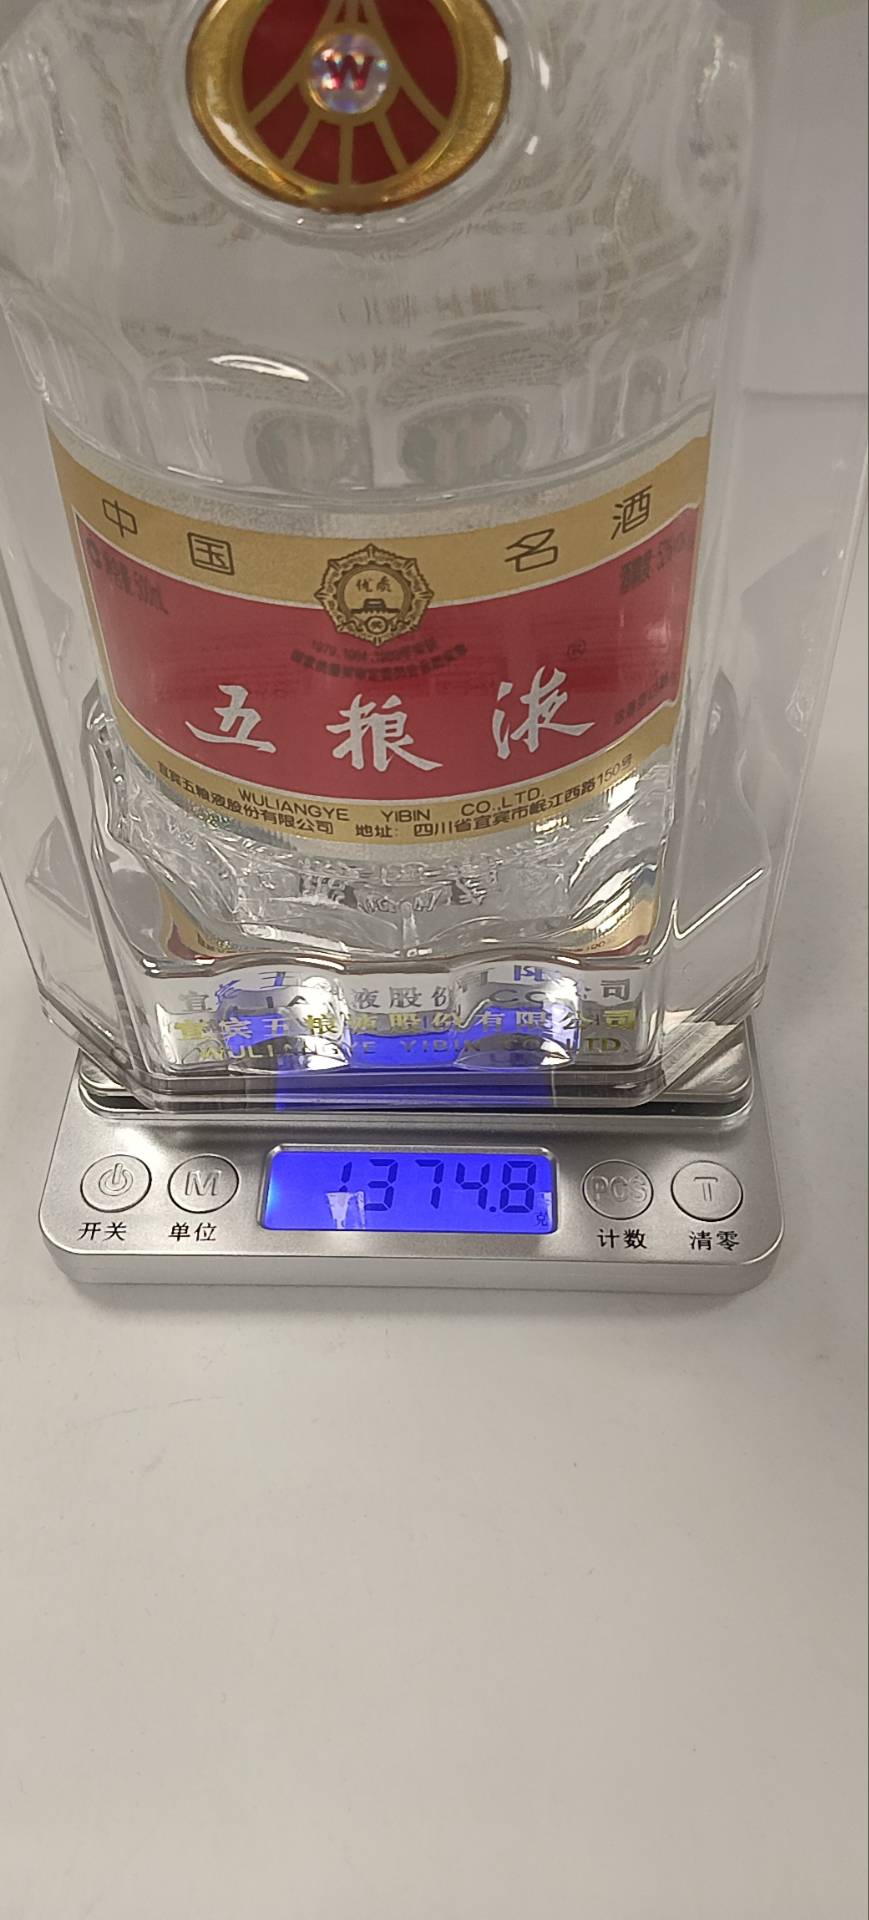 W
中国名酒
优质
五粮液®
WULIANGYE YIBIN CO.,LTD.
宜宾五粮液股份有限公司 地址：四川省宜宾市岷江西路150号
宜宾五粮液股份有限公司
WULIANGYE YIBIN CO.,LTD.
1374.8
M PCS T
开关 单位 计数 清零